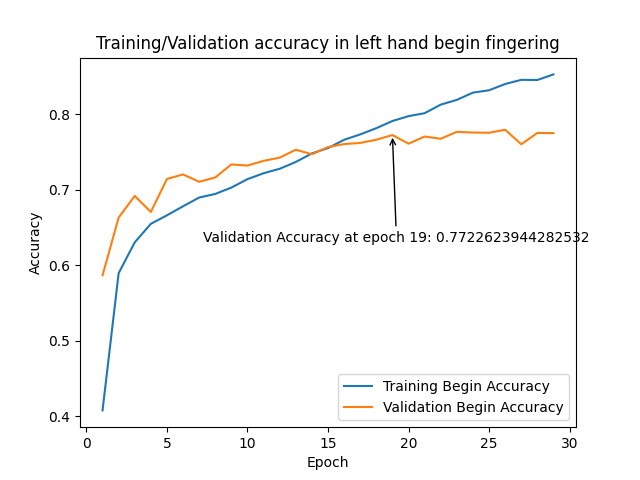 Training/Validation accuracy in left hand begin fingering
Accuracy
0.8
0.7
0.6
0.5
0.4
Validation Accuracy at epoch 19: 0.7722623944282532
Training Begin Accuracy
Validation Begin Accuracy
0 5 10 15 20 25 30
Epoch